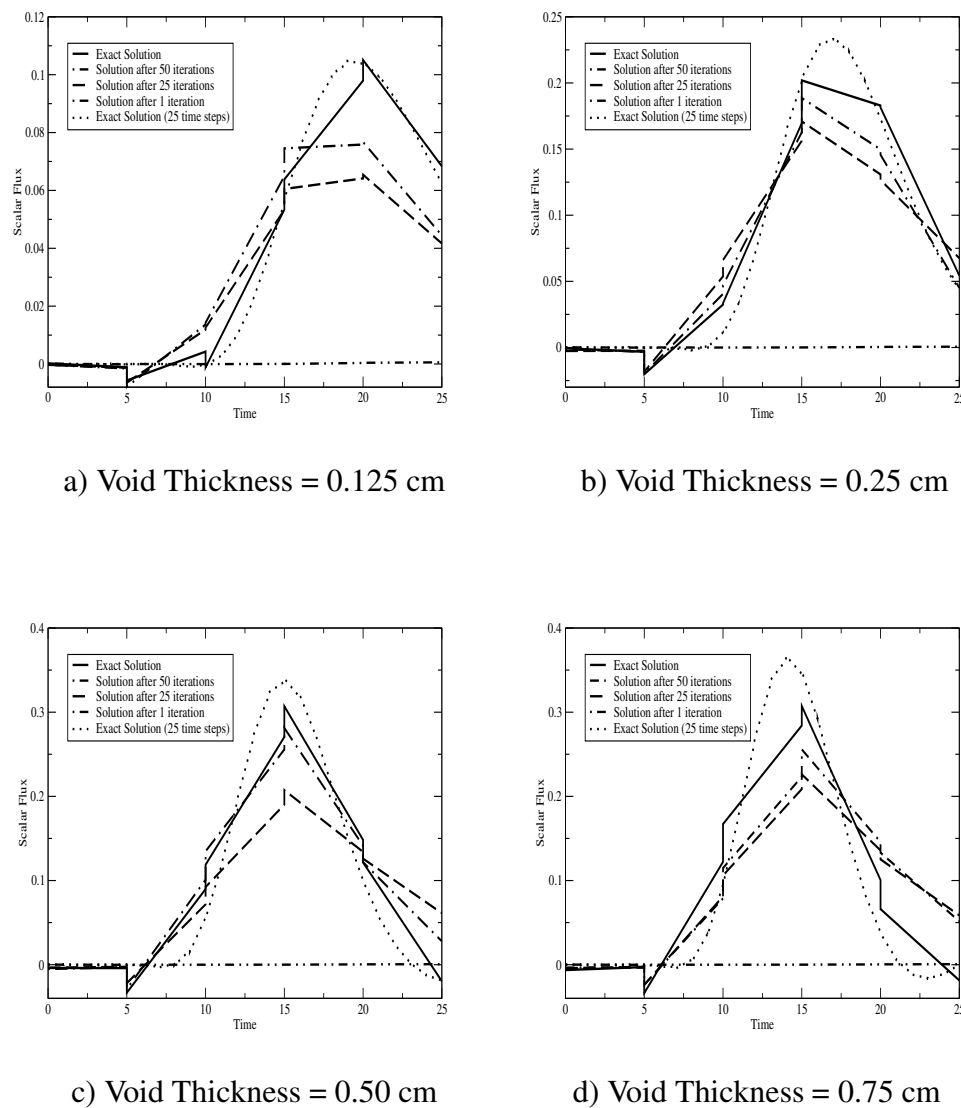 0.12
0.1
0.08
0.06
0.04
0.02
0
Scalar Flux
Exact Solution
Solution after 50 iterations
Solution after 25 iterations
Solution after 1 iteration
Exact Solution (25 time steps)
0 5 10 15 20 25
Time
a) Void Thickness = 0.125 cm
0.25
0.2
0.15
0.1
0.05
0
Scalar Flux
Exact Solution
Solution after 50 iterations
Solution after 25 iterations
Solution after 1 iteration
Exact Solution (25 time steps)
0 5 10 15 20 25
Time
b) Void Thickness = 0.25 cm
0.4
0.3
0.2
0.1
0
Scalar Flux
Exact Solution
Solution after 50 iterations
Solution after 25 iterations
Solution after 1 iteration
Exact Solution (25 time steps)
0 5 10 15 20 25
Time
c) Void Thickness = 0.50 cm
0.4
0.3
0.2
0.1
0
Scalar Flux
Exact Solution
Solution after 50 iterations
Solution after 25 iterations
Solution after 1 iteration
Exact Solution (25 time steps)
0 5 10 15 20 25
Time
d) Void Thickness = 0.75 cm